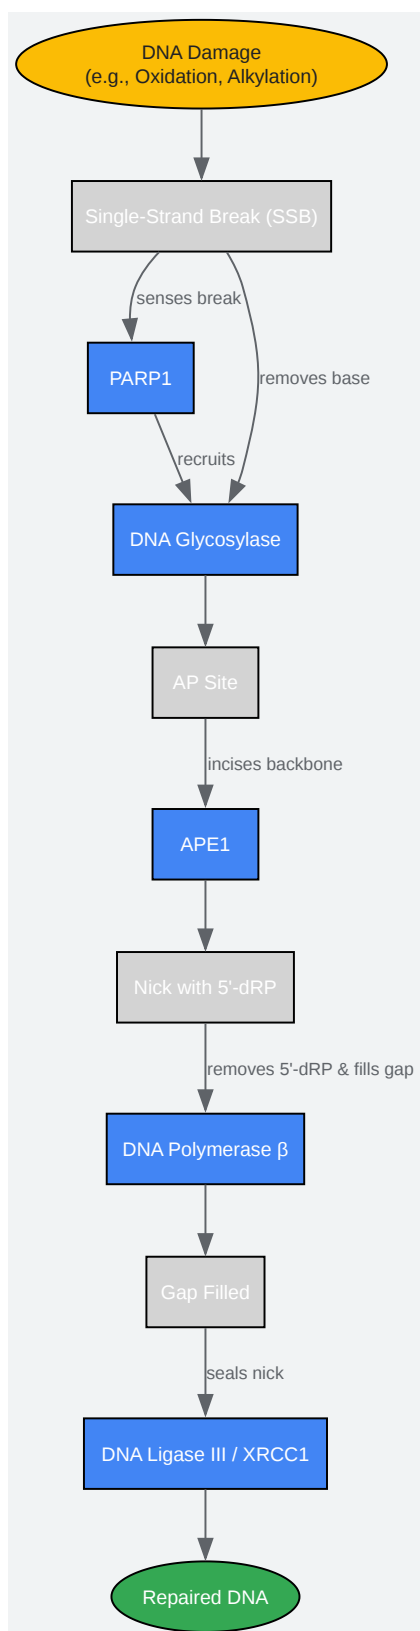 DNA Damage
(e.g., Oxidation, Alkylation)
Single-Strand Break (SSB)
senses break
removes base
PARP1
recruits
DNA Glycosylase
AP Site
incises backbone
APE1
Nick with 5'-dRP
removes 5'-dRP & fills gap
DNA Polymerase β
Gap Filled
seals nick
DNA Ligase III / XRCC1
Repaired DNA